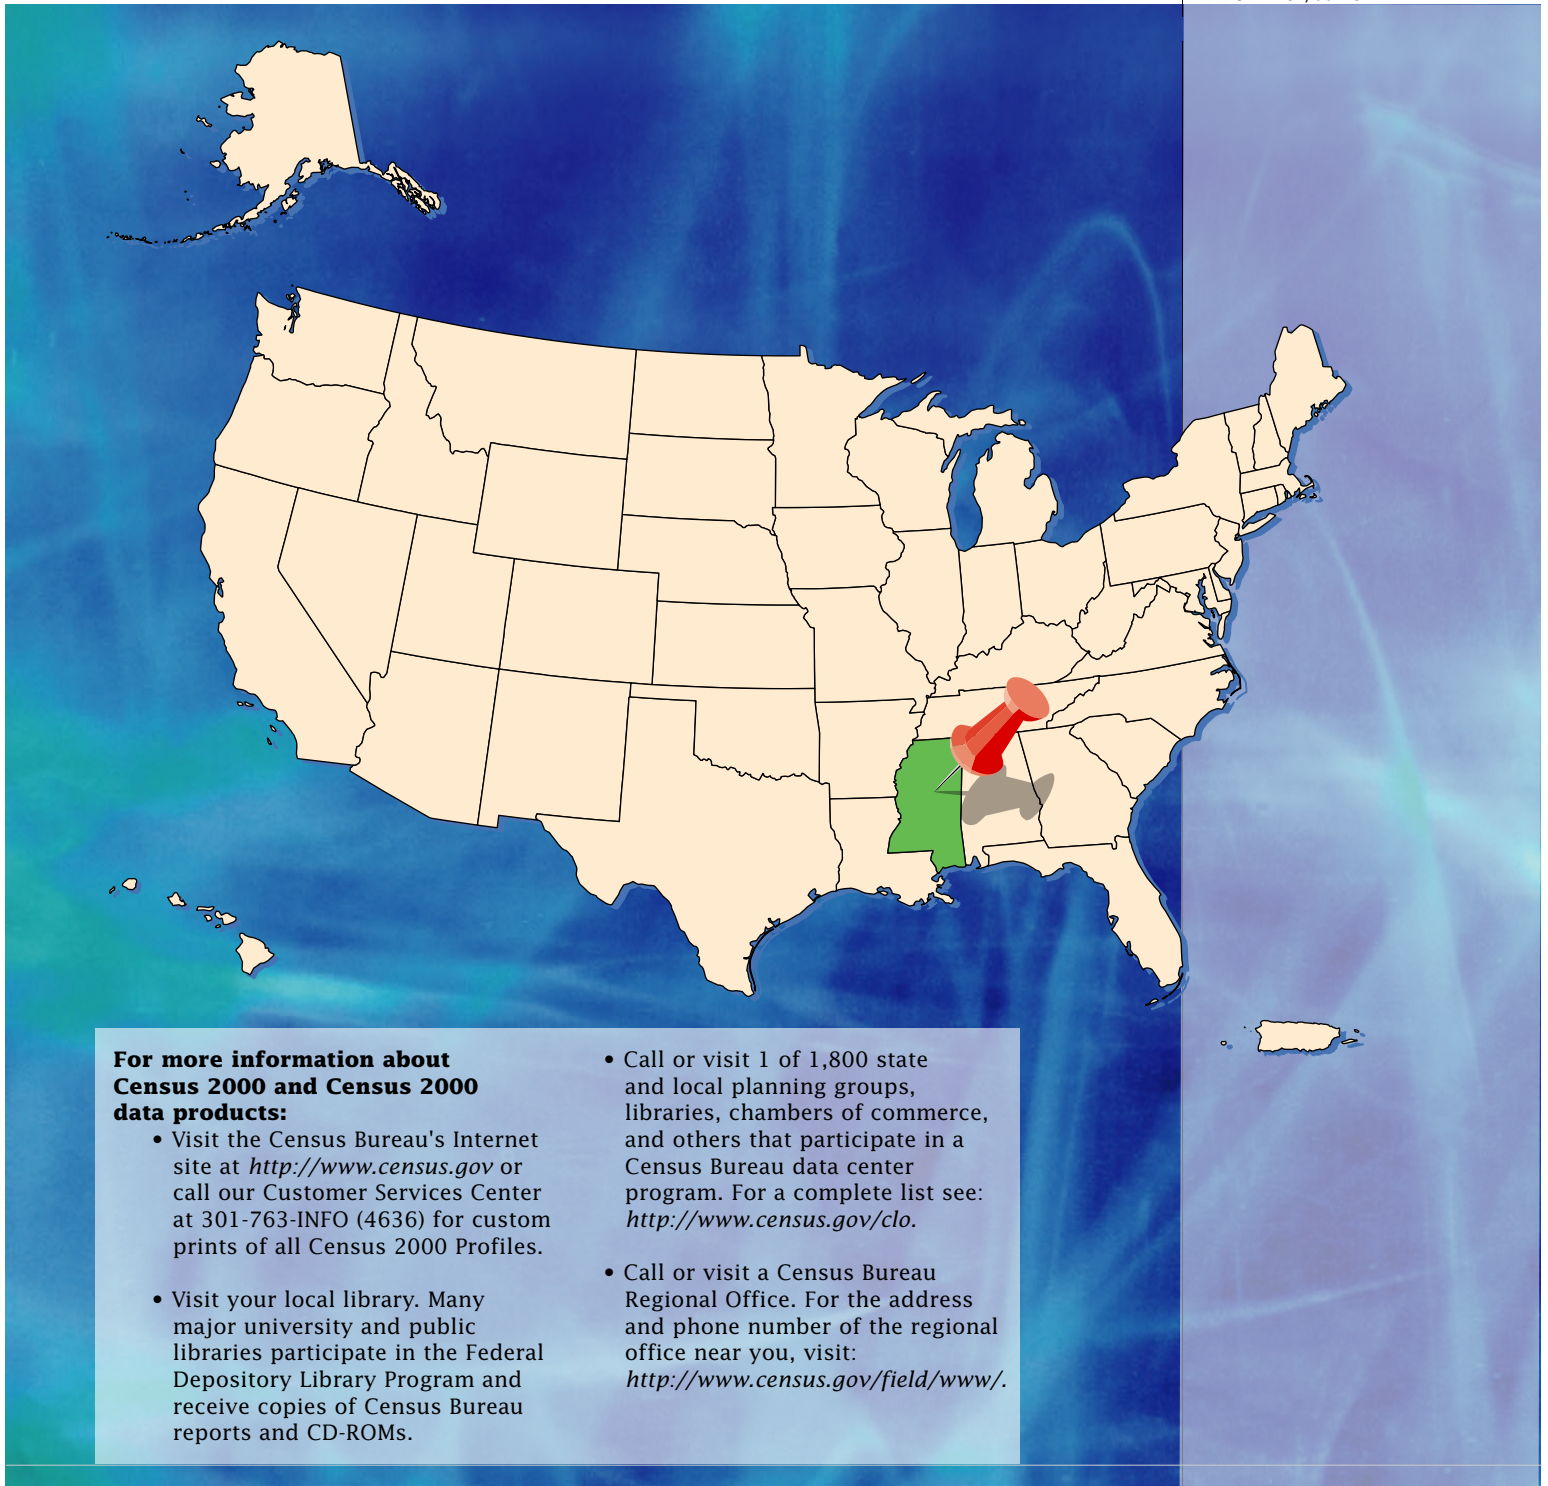 For more information about
Census 2000 and Census 2000
data products:
• Visit the Census Bureau's Internet
site at http://www.census.gov or
call our Customer Services Center
at 301-763-INFO (4636) for custom
prints of all Census 2000 Profiles.
• Visit your local library. Many
major university and public
libraries participate in the Federal
Depository Library Program and
receive copies of Census Bureau
reports and CD-ROMs.
• Call or visit 1 of 1,800 state
and local planning groups,
libraries, chambers of commerce,
and others that participate in a
Census Bureau data center
program. For a complete list see:
http://www.census.gov/clo.
• Call or visit a Census Bureau
Regional Office. For the address
and phone number of the regional
office near you, visit:
http://www.census.gov/field/www/.